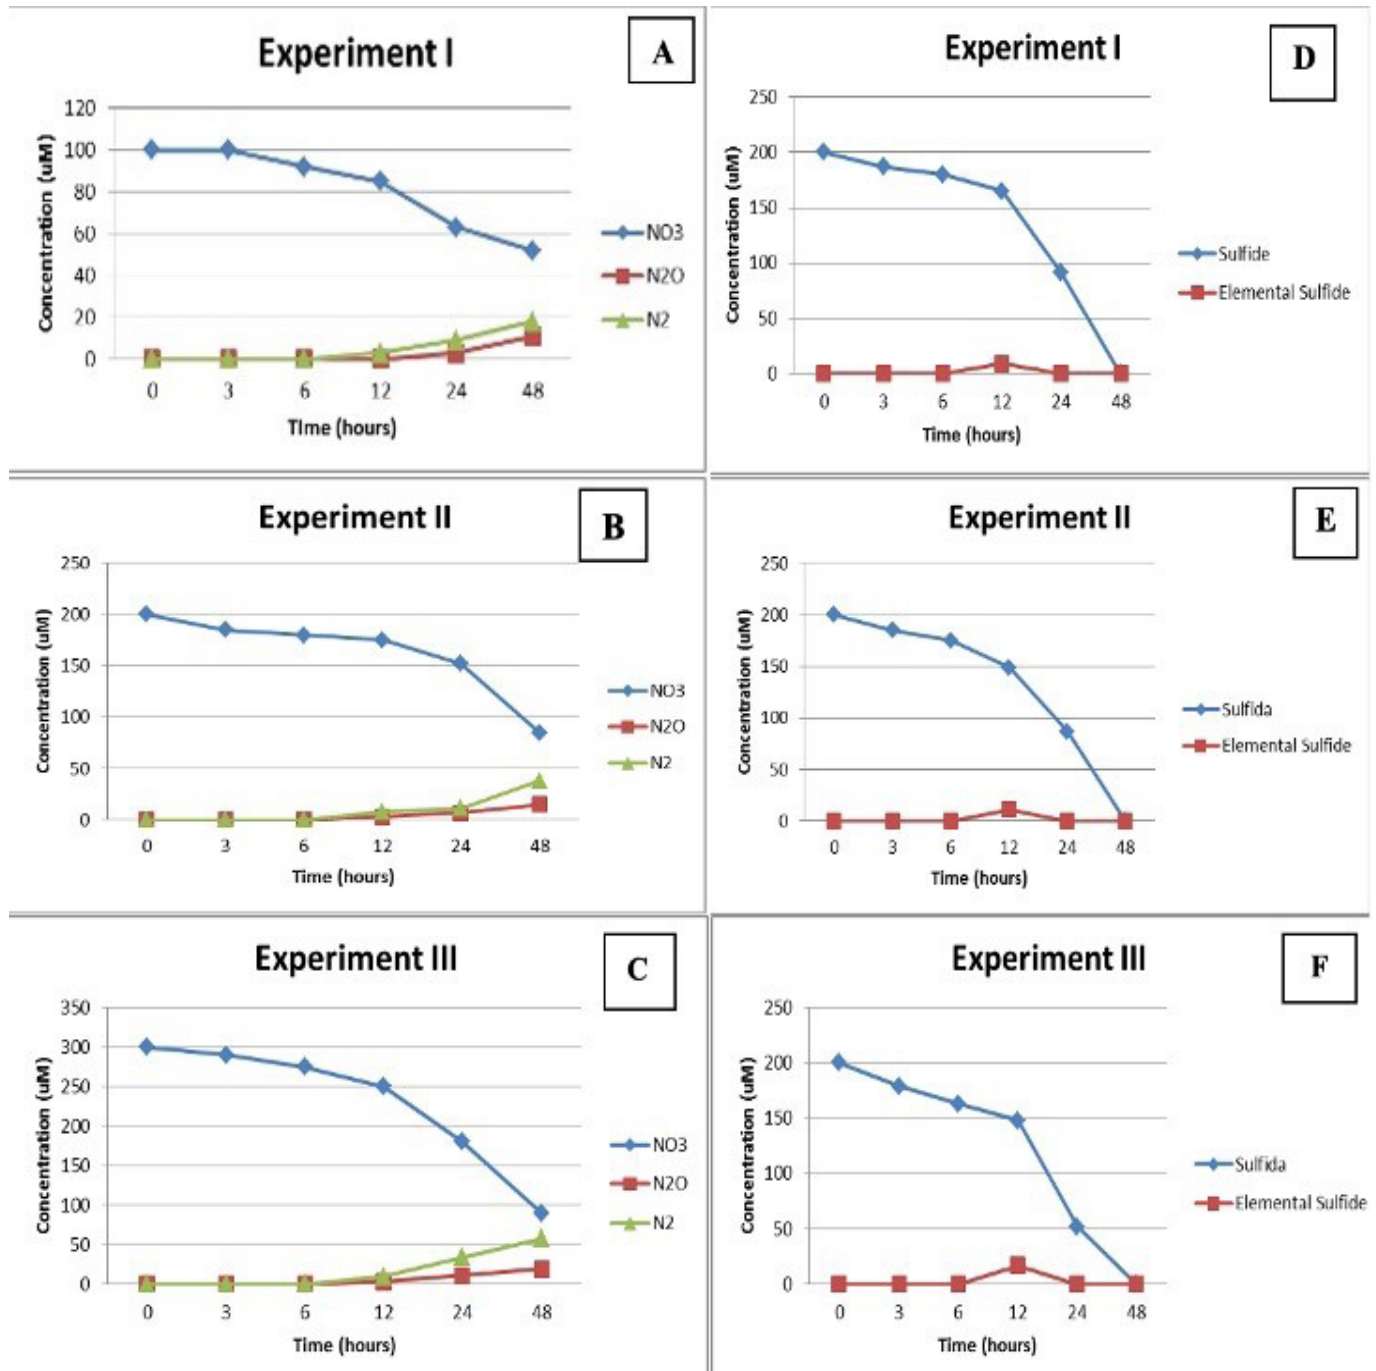 Experiment I
A
Concentration (uM)
120
100
80
60
40
20
0
0 3 6 12 24 48
Time (hours)
NO3
N2O
N2
Experiment I
D
Concentration (uM)
250
200
150
100
50
0
0 3 6 12 24 48
Time (hours)
Sulfide
Elemental Sulfide
Experiment II
B
Concentration (uM)
250
200
150
100
50
0
0 3 6 12 24 48
Time (hours)
NO3
N2O
N2
Experiment II
E
Concentration (uM)
250
200
150
100
50
0
0 3 6 12 24 48
Time (hours)
Sulfida
Elemental Sulfide
Experiment III
C
Concentration (uM)
350
300
250
200
150
100
50
0
0 3 6 12 24 48
Time (hours)
NO3
N2O
N2
Experiment III
F
Concentration (uM)
250
200
150
100
50
0
0 3 6 12 24 48
Time (hours)
Sulfida
Elemental Sulfide